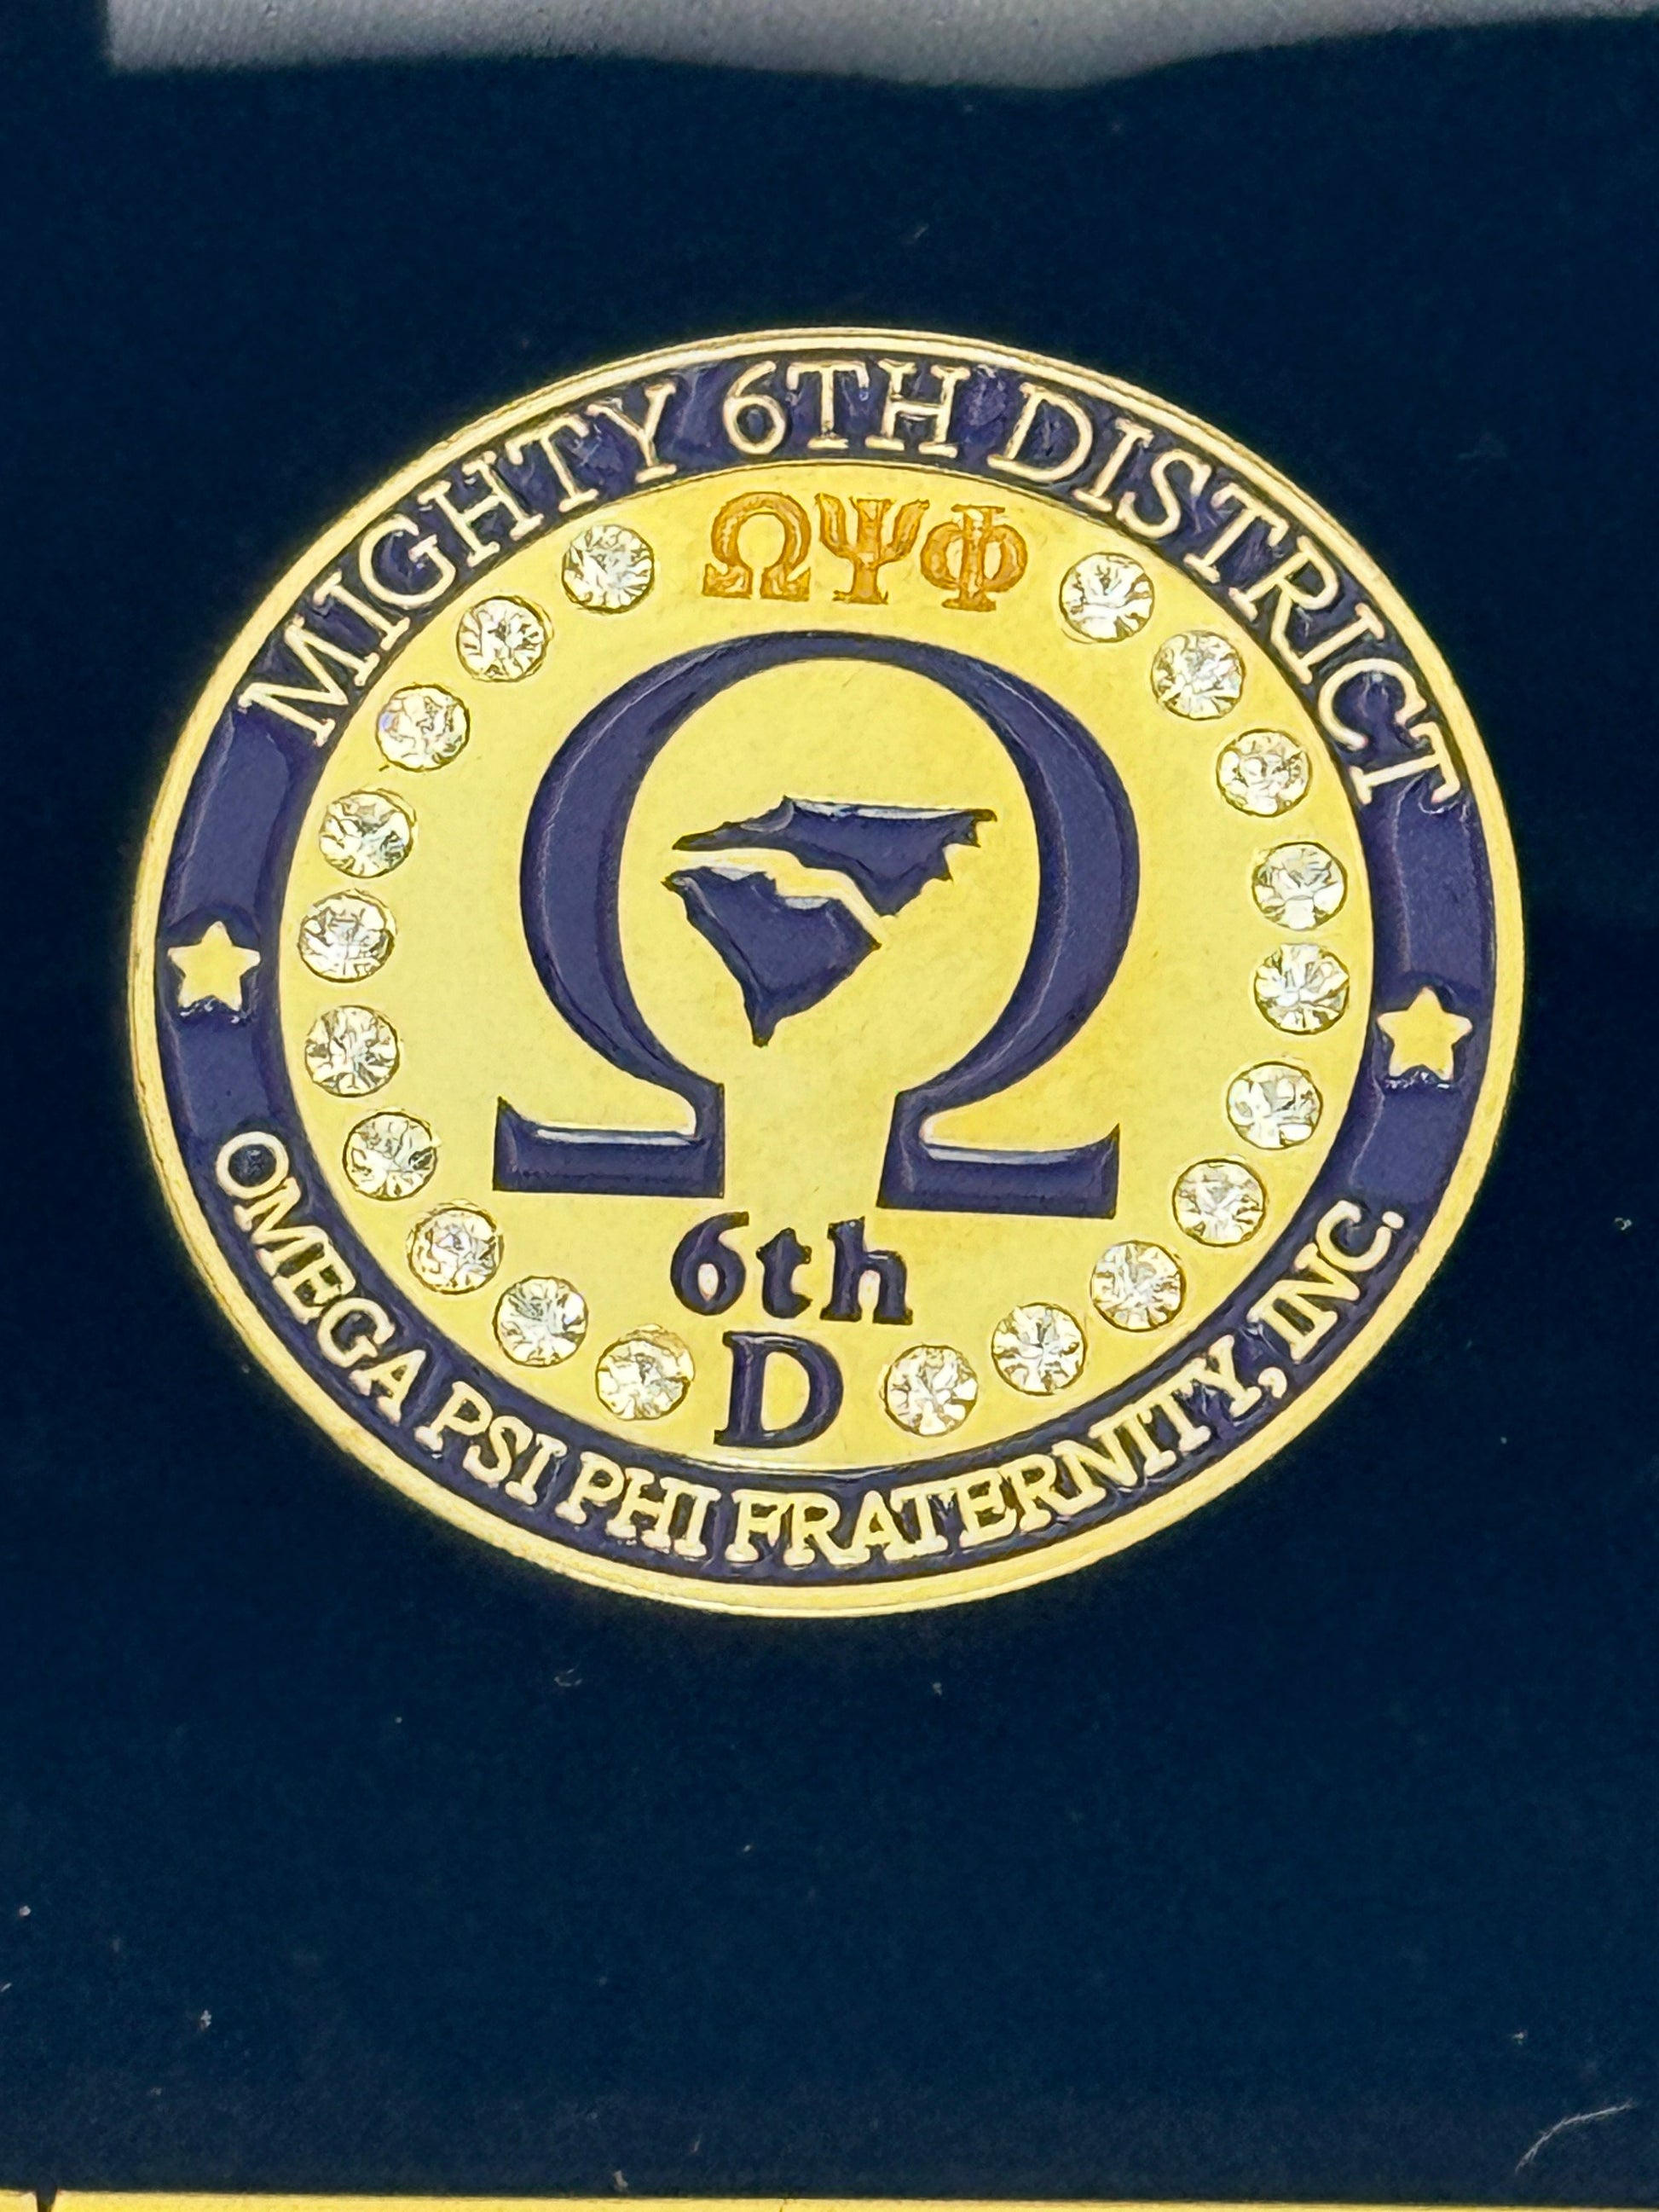 MIGHTY 6TH DISTRICT
ΩΨΦ
Ω
6th
D
OMEGA PSI PHI FRATERNITY, INC.